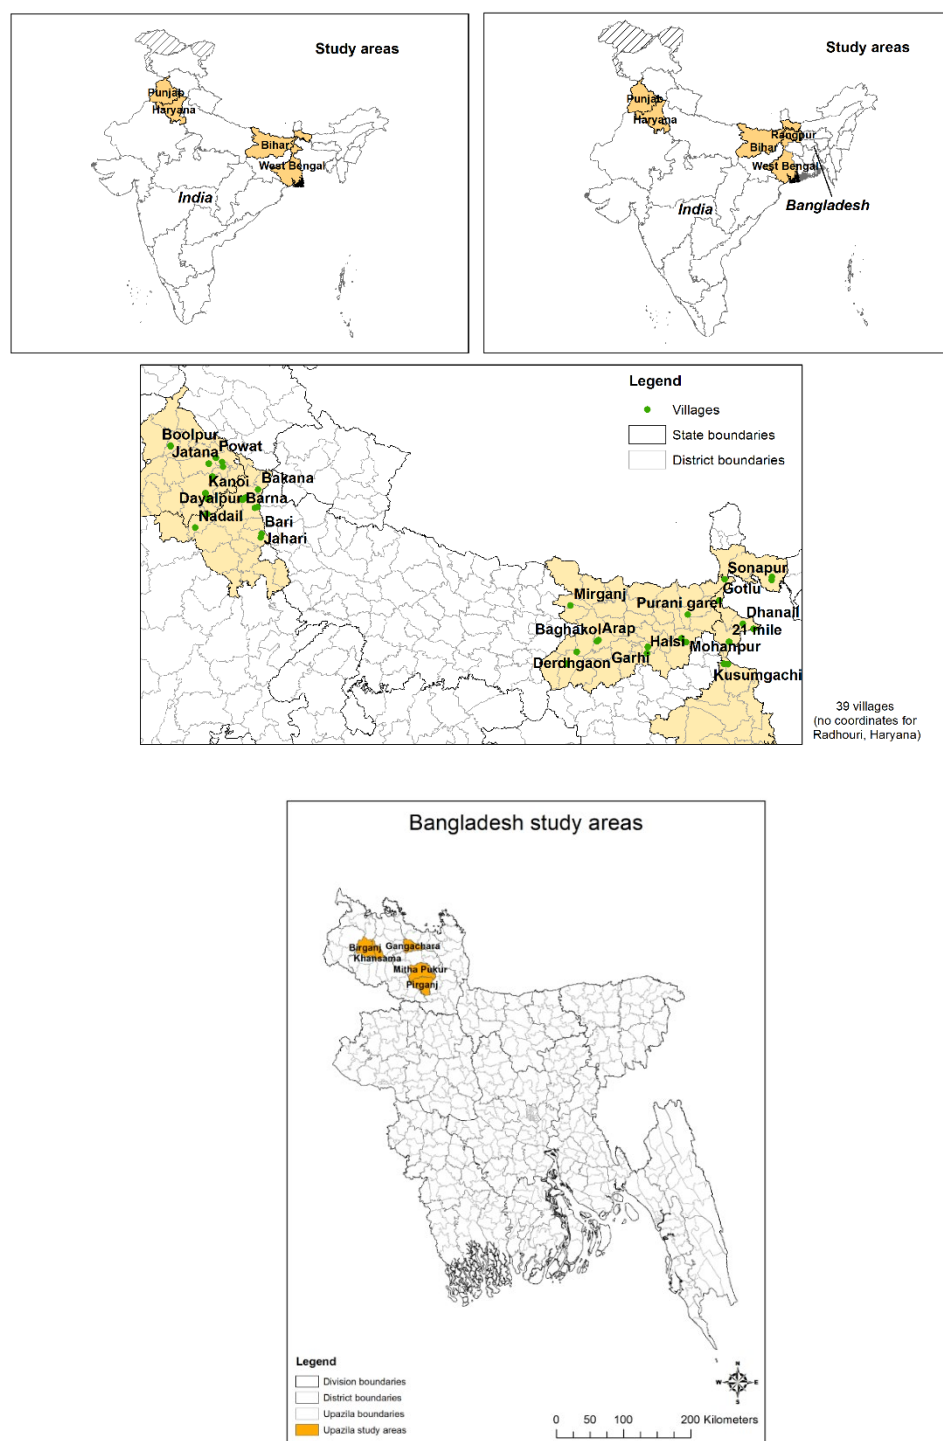 Study areas
Punjab
Haryana
Bihar
West Bengal
India
Study areas
Punjab
Haryana
Rangpur
Bihar
West Bengal
India
Bangladesh
Legend
Villages
State boundaries
District boundaries
Boolpur
Jatana
Powat
Kanoi
Bakana
Dayalpur
Barna
Nadail
Bari
Jahari
Sonapur
Gotlu
Mirganj
Purani garel
Dhanall
21 mile
Baghakol
Arap
Halsi
Mohanpur
Derdhgaon
Garhi
Kusumgachi
39 villages
(no coordinates for
Radhouri, Haryana)
Bangladesh study areas
Birganj
Gangachara
Khansama
Mitha Pukur
Pirganj
Legend
Division boundaries
District boundaries
Upazila boundaries
Upazila study areas
N
W
E
S
0 50 100 200 Kilometers